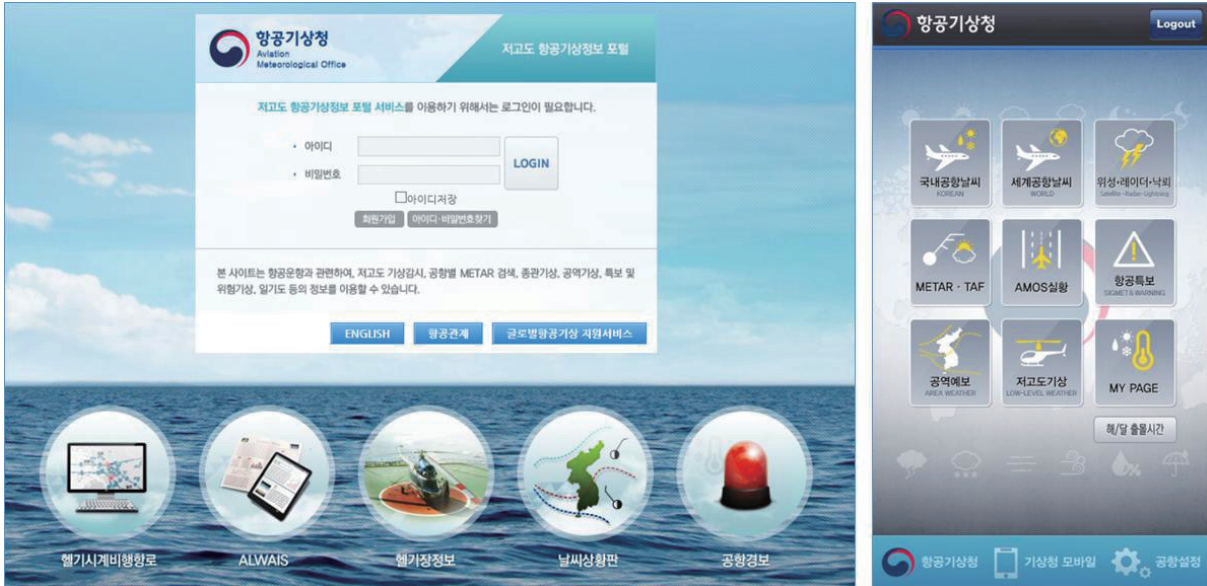 항공기상청
Aviation
Meteorological Office
저고도 항공기상정보 포털
저고도 항공기상정보 포털 서비스를 이용하기 위해서는 로그인이 필요합니다.
• 아이디
LOGIN
• 비밀번호
아이디저장
회원가입 아이디·비밀번호찾기
본 사이트는 항공운항과 관련하여, 저고도 기상감시, 공항별 METAR 검색, 종관기상, 공역기상, 특보 및
위험기상, 일기도 등의 정보를 이용할 수 있습니다.
ENGLISH 항공관제 글로벌항공기상 지원서비스
헬기시계비행항로 ALWAIS 헬기장정보 날씨상황판 공항경보
항공기상청 Logout
국내공항날씨 세계공항날씨 위성·레이더·낙뢰
KOREAN WORLD Satellite · Radar · Lightning
METAR · TAF AMOS실황 항공특보
SIGMET & WARNING
공역예보 저고도기상 MY PAGE
AREA WEATHER LOW-LEVEL WEATHER
해/달 출몰시간
항공기상청 기상청 모바일 공항설정